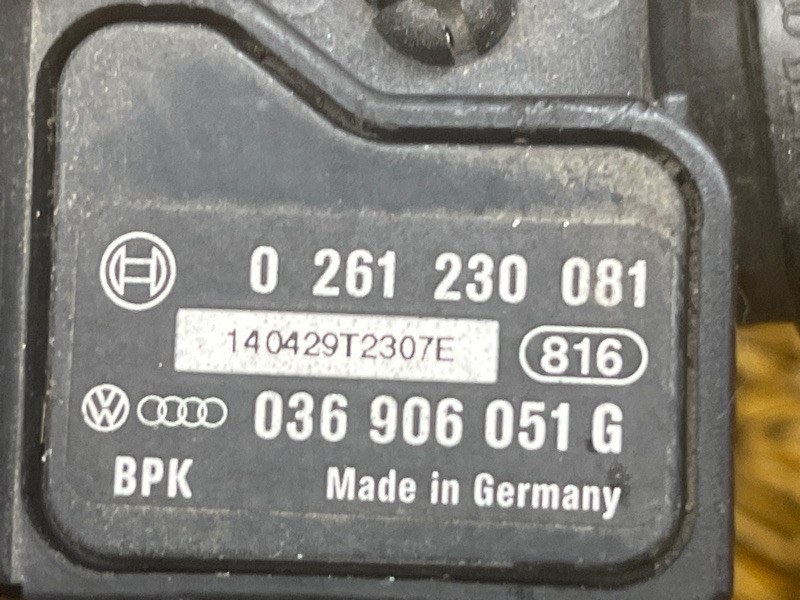 0 261 230 081
140429T2307E
816
036 906 051 G
BPK
Made in Germany